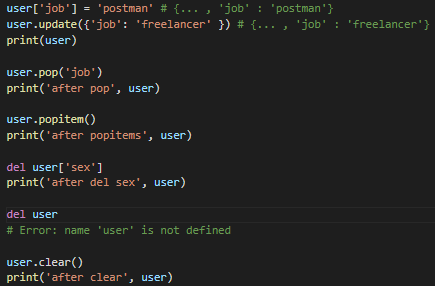 user['job'] = 'postman' # {... , 'job' : 'postman'}
user.update({'job': 'freelancer' }) # {... , 'job' : 'freelancer'}
print(user)
user.pop('job')
print('after pop', user)
user.popitem()
print('after popitems', user)
del user['sex']
print('after del sex', user)
del user
# Error: name 'user' is not defined
user.clear()
print('after clear', user)